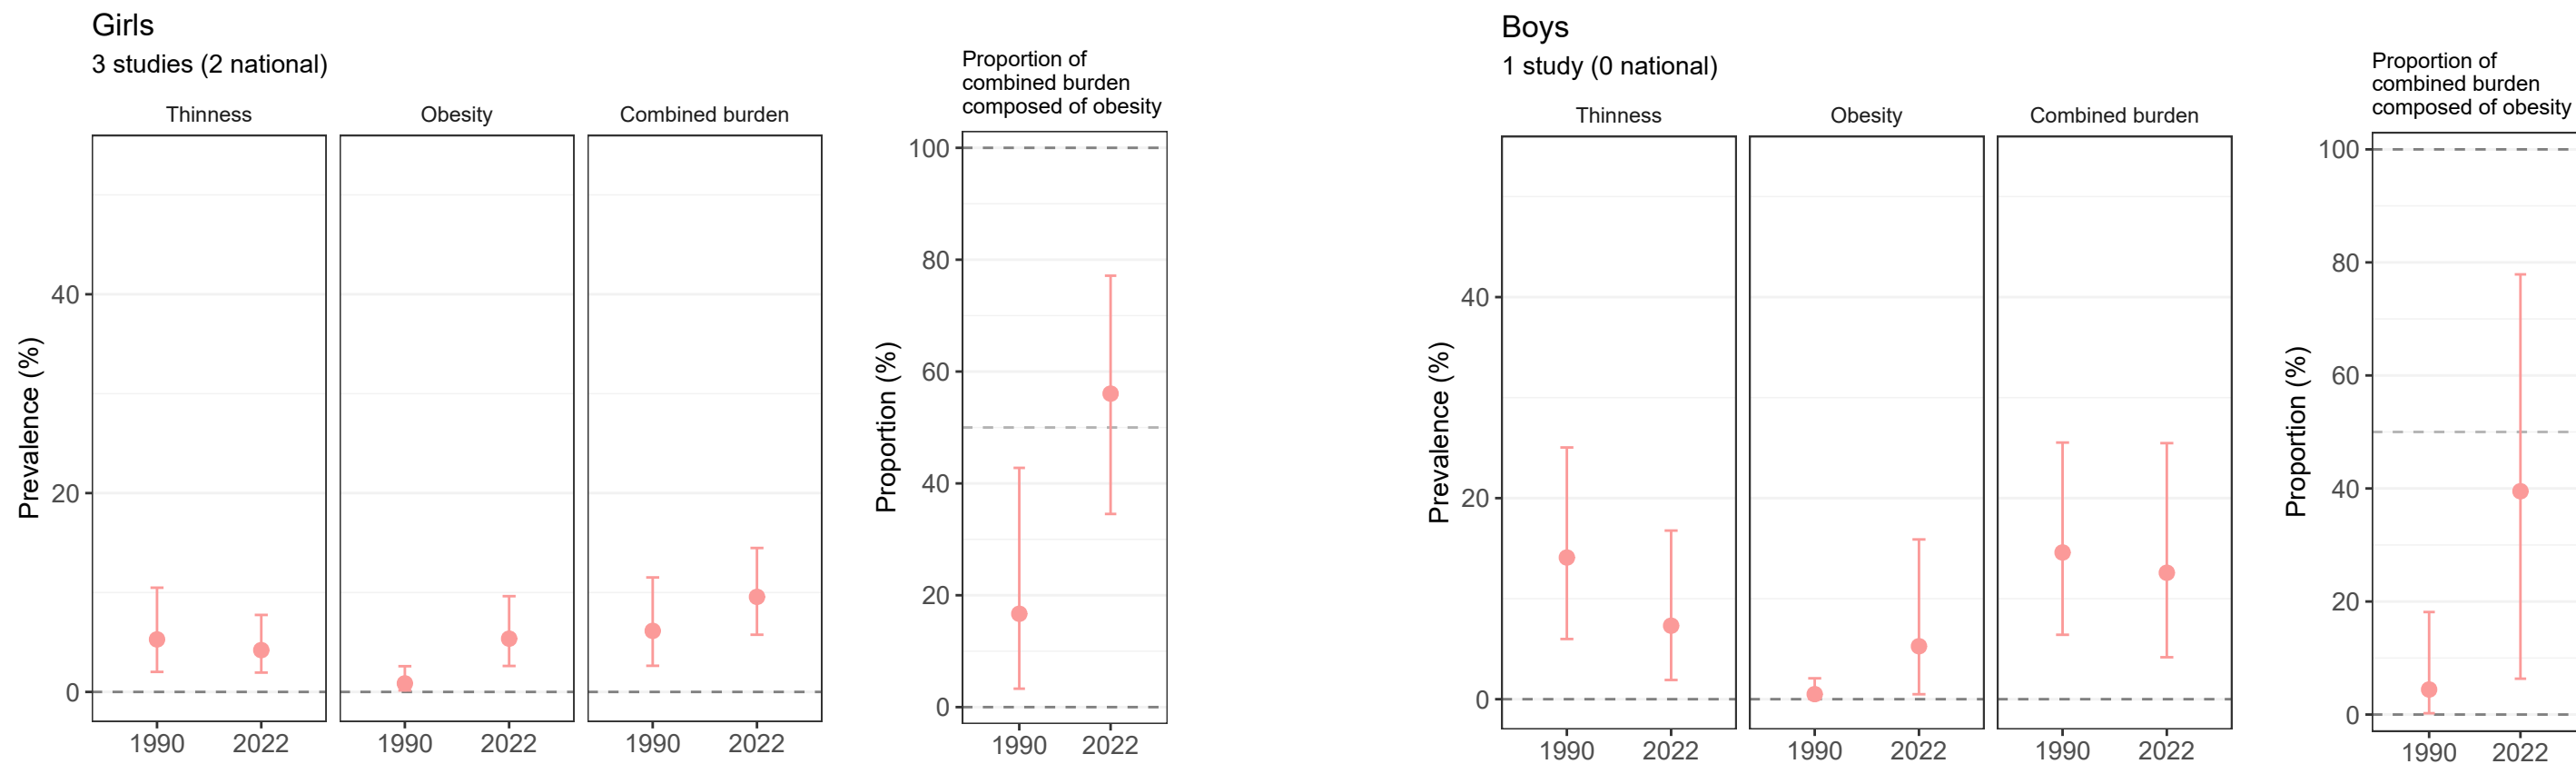 Girls
3 studies (2 national)
Thinness
Obesity
Combined burden
Prevalence (%)
40
20
0
1990 2022
1990 2022
1990 2022
Proportion of
combined burden
composed of obesity
Proportion (%)
100
80
60
40
20
0
1990 2022
Boys
1 study (0 national)
Thinness
Obesity
Combined burden
Prevalence (%)
40
20
0
1990 2022
1990 2022
1990 2022
Proportion of
combined burden
composed of obesity
Proportion (%)
100
80
60
40
20
0
1990 2022